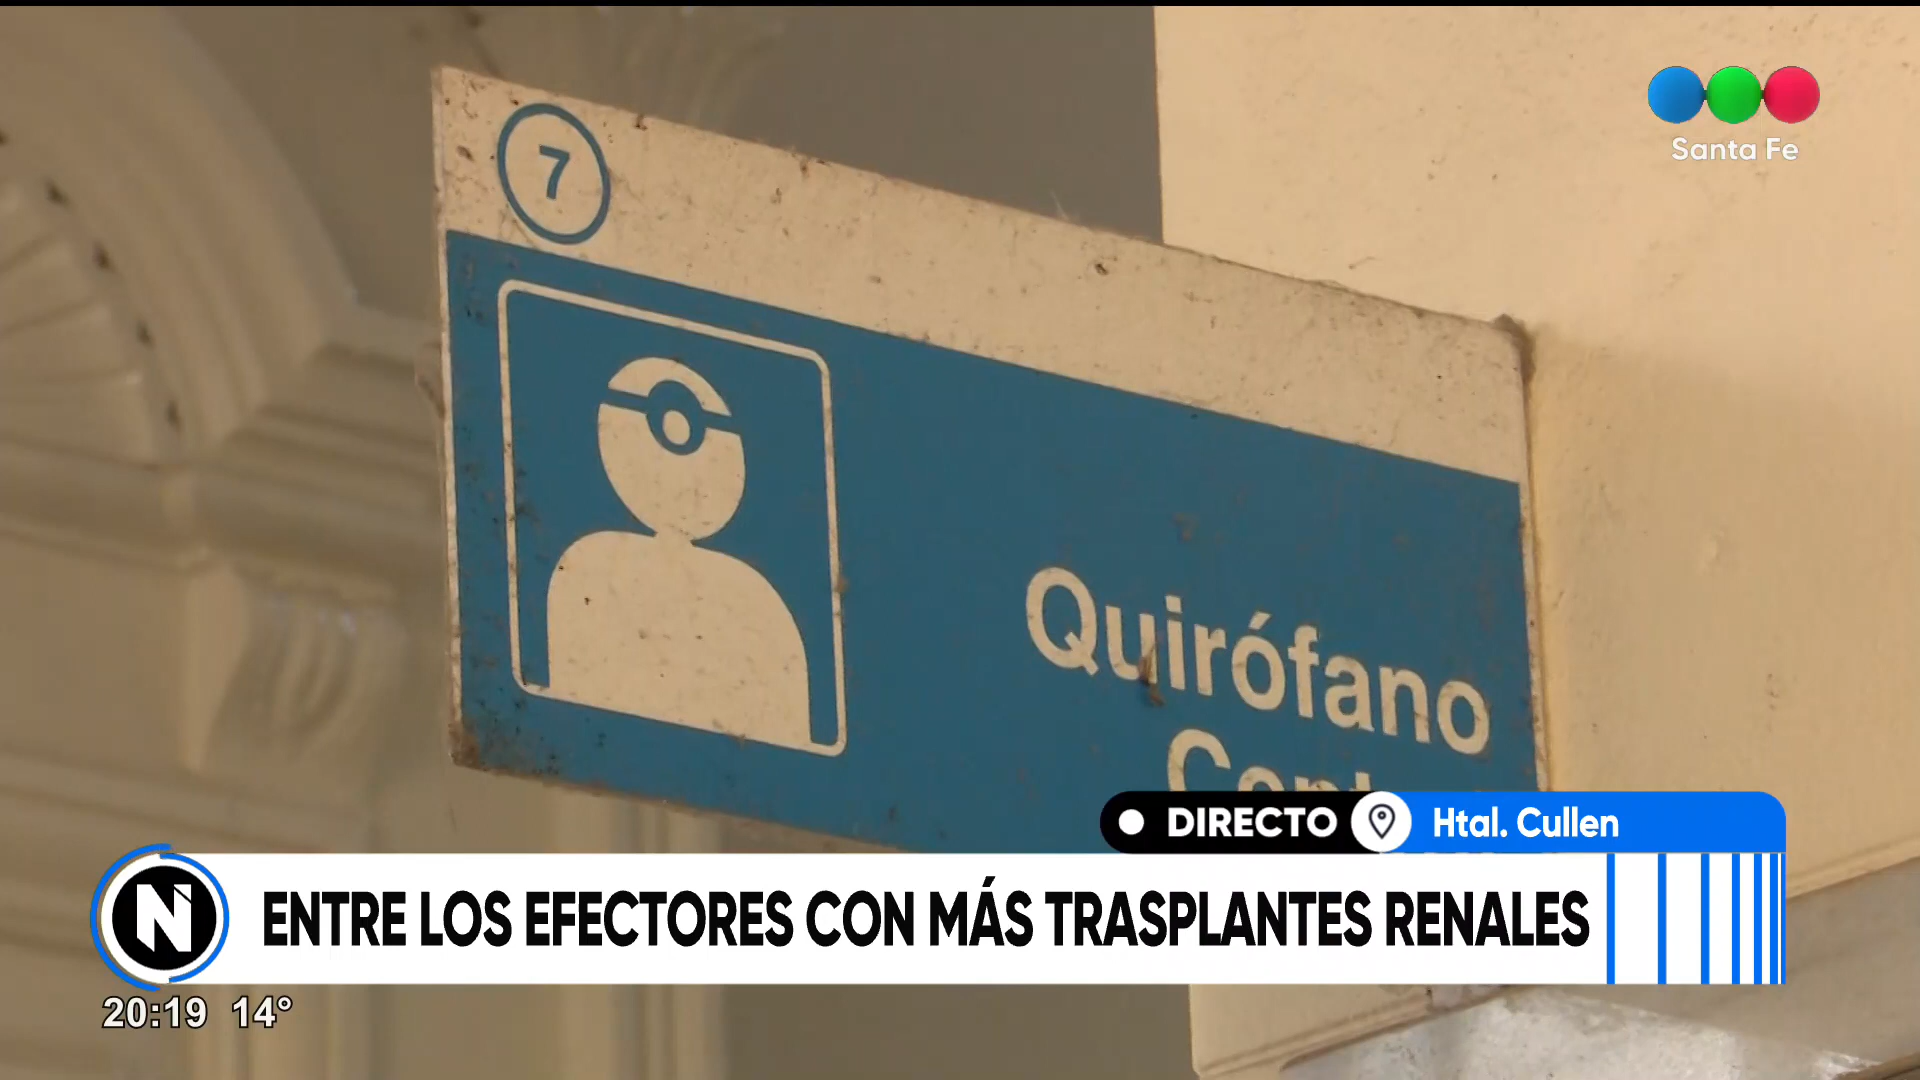 7
Santa Fe
Quirófano
DIRECTO
Htal. Cullen
N
ENTRE LOS EFECTORES CON MÁS TRASPLANTES RENALES
20:19 14°